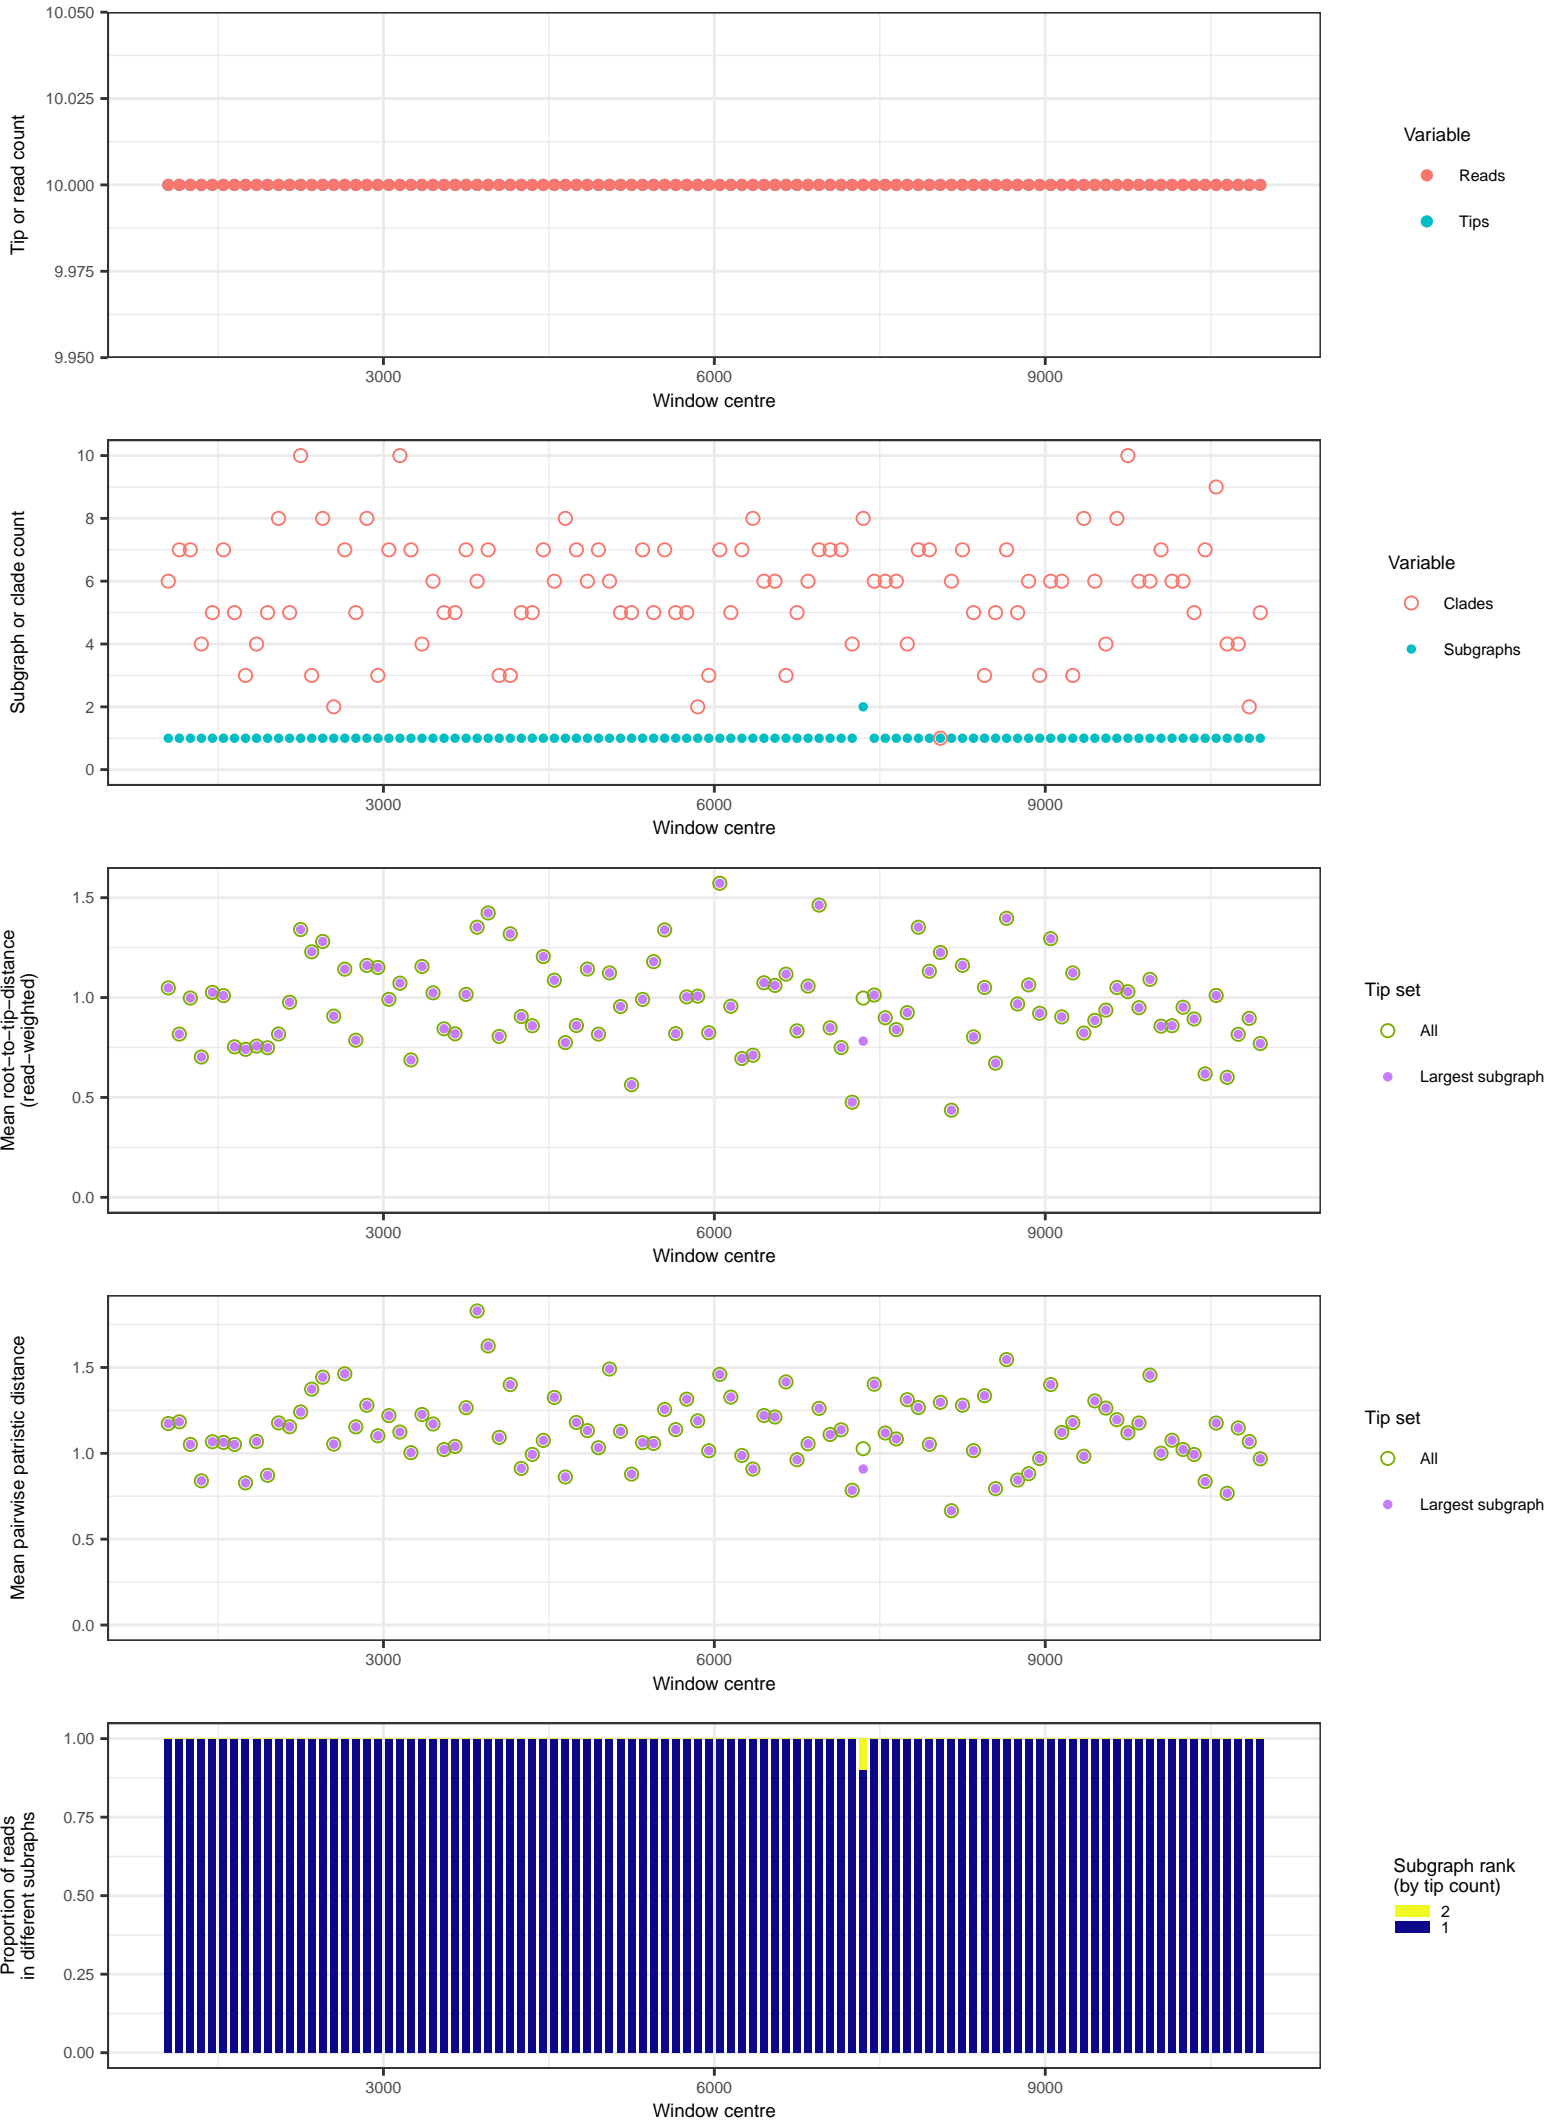 10.050
10.025
10.000
9.975
9.950
Tip or read count
3000
6000
9000
Window centre
Variable
Reads
Tips
10
8
6
4
2
0
Subgraph or clade count
3000
6000
9000
Window centre
Variable
Clades
Subgraphs
1.5
1.0
0.5
0.0
Mean root−to−tip−distance
(read−weighted)
3000
6000
9000
Window centre
Tip set
All
Largest subgraph
1.5
1.0
0.5
0.0
Mean pairwise patristic distance
3000
6000
9000
Window centre
Tip set
All
Largest subgraph
1.00
0.75
0.50
0.25
0.00
Proportion of reads
in different subraphs
3000
6000
9000
Window centre
Subgraph rank
(by tip count)
2
1